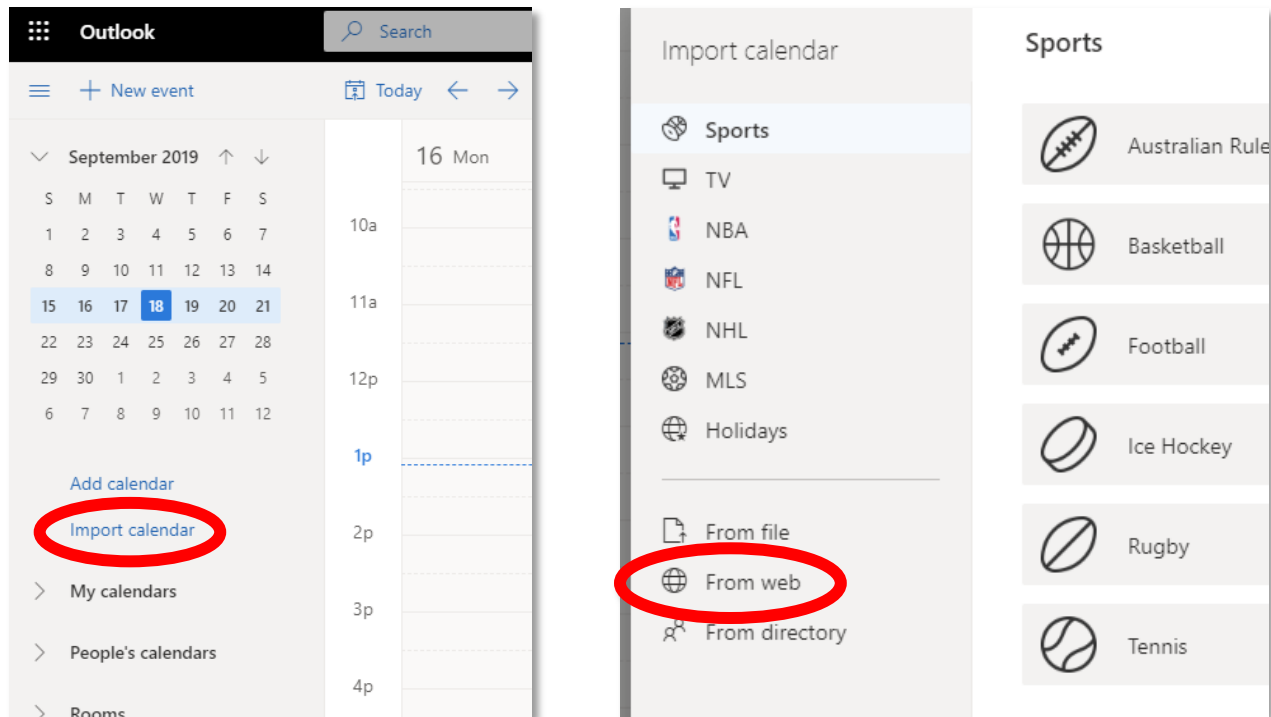 Outlook
Search
New event
Today
September 2019
S M T W T F S
1 2 3 4 5 6 7
8 9 10 11 12 13 14
15 16 17 18 19 20 21
22 23 24 25 26 27 28
29 30 1 2 3 4 5
6 7 8 9 10 11 12
Add calendar
Import calendar
My calendars
People's calendars
Rooms
16 Mon
10a
11a
12p
1p
2p
3p
4p
Import calendar
Sports
TV
NBA
NFL
NHL
MLS
Holidays
From file
From web
From directory
Sports
Australian Rule
Basketball
Football
Ice Hockey
Rugby
Tennis